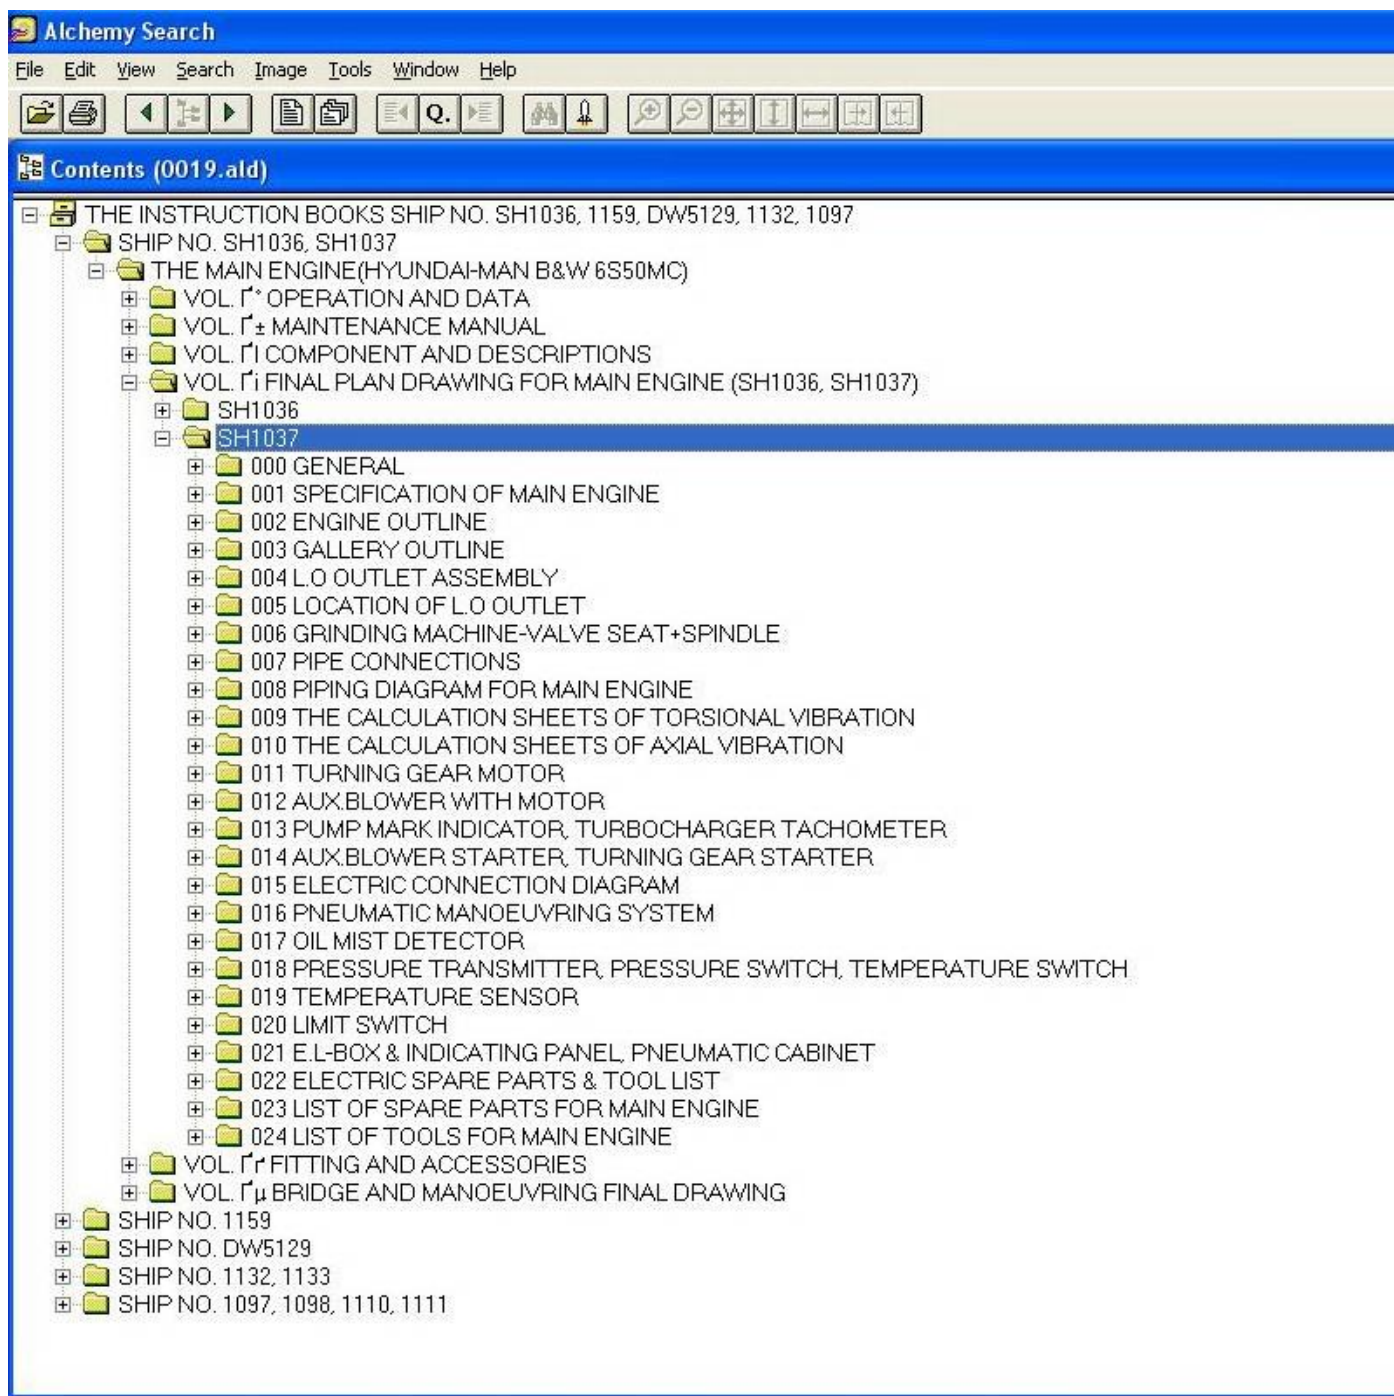 Alchemy Search
File Edit View Search Image Tools Window Help
Q.
Contents (0019.ald)
THE INSTRUCTION BOOKS SHIP NO. SH1036, 1159, DW5129, 1132, 1097
SHIP NO. SH1036, SH1037
THE MAIN ENGINE(HYUNDAI-MAN B&W 6S50MC)
VOL. Ґ° OPERATION AND DATA
VOL. Ґ± MAINTENANCE MANUAL
VOL. ҐІ COMPONENT AND DESCRIPTIONS
VOL. Ґі FINAL PLAN DRAWING FOR MAIN ENGINE (SH1036, SH1037)
SH1036
SH1037
000 GENERAL
001 SPECIFICATION OF MAIN ENGINE
002 ENGINE OUTLINE
003 GALLERY OUTLINE
004 L.O OUTLET ASSEMBLY
005 LOCATION OF L.O OUTLET
006 GRINDING MACHINE-VALVE SEAT+SPINDLE
007 PIPE CONNECTIONS
008 PIPING DIAGRAM FOR MAIN ENGINE
009 THE CALCULATION SHEETS OF TORSIONAL VIBRATION
010 THE CALCULATION SHEETS OF AXIAL VIBRATION
011 TURNING GEAR MOTOR
012 AUX.BLOWER WITH MOTOR
013 PUMP MARK INDICATOR, TURBOCHARGER TACHOMETER
014 AUX.BLOWER STARTER, TURNING GEAR STARTER
015 ELECTRIC CONNECTION DIAGRAM
016 PNEUMATIC MANOEUVRING SYSTEM
017 OIL MIST DETECTOR
018 PRESSURE TRANSMITTER, PRESSURE SWITCH, TEMPERATURE SWITCH
019 TEMPERATURE SENSOR
020 LIMIT SWITCH
021 E.L-BOX & INDICATING PANEL, PNEUMATIC CABINET
022 ELECTRIC SPARE PARTS & TOOL LIST
023 LIST OF SPARE PARTS FOR MAIN ENGINE
024 LIST OF TOOLS FOR MAIN ENGINE
VOL. Ґґ FITTING AND ACCESSORIES
VOL. Ґµ BRIDGE AND MANOEUVRING FINAL DRAWING
SHIP NO. 1159
SHIP NO. DW5129
SHIP NO. 1132, 1133
SHIP NO. 1097, 1098, 1110, 1111